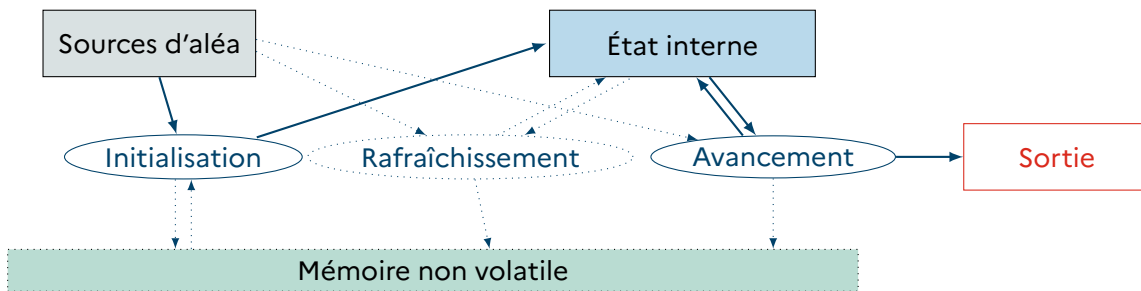 Sources d’aléa
État interne
Initialisation
Rafraîchissement
Avancement
Sortie
Mémoire non volatile